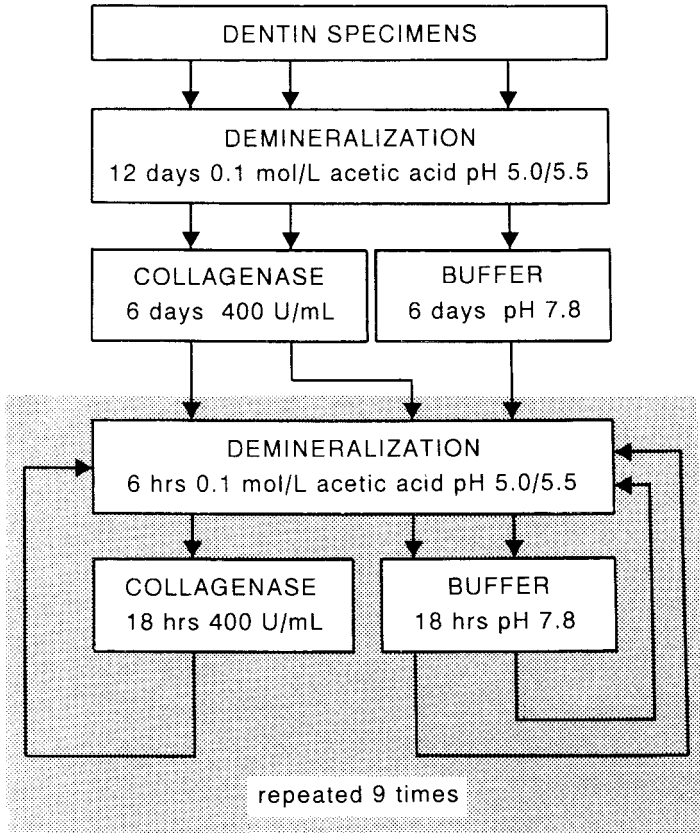 DENTIN SPECIMENS
DEMINERALIZATION
12 days 0.1 mol/L acetic acid pH 5.0/5.5
COLLAGENASE
6 days 400 U/mL
BUFFER
6 days pH 7.8
DEMINERALIZATION
6 hrs 0.1 mol/L acetic acid pH 5.0/5.5
COLLAGENASE
18 hrs 400 U/mL
BUFFER
18 hrs pH 7.8
repeated 9 times